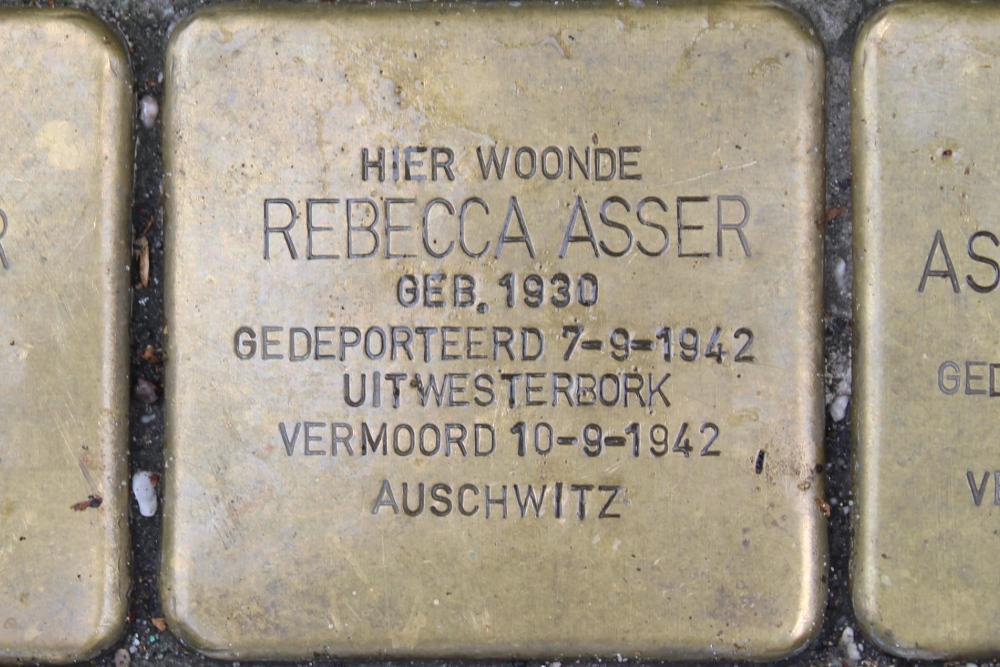 HIER WOONDE
REBECCA ASSER
GEB. 1930
GEDEPORTEERD 7-9-1942
UIT WESTERBORK
VERMOORD 10-9-1942
AUSCHWITZ